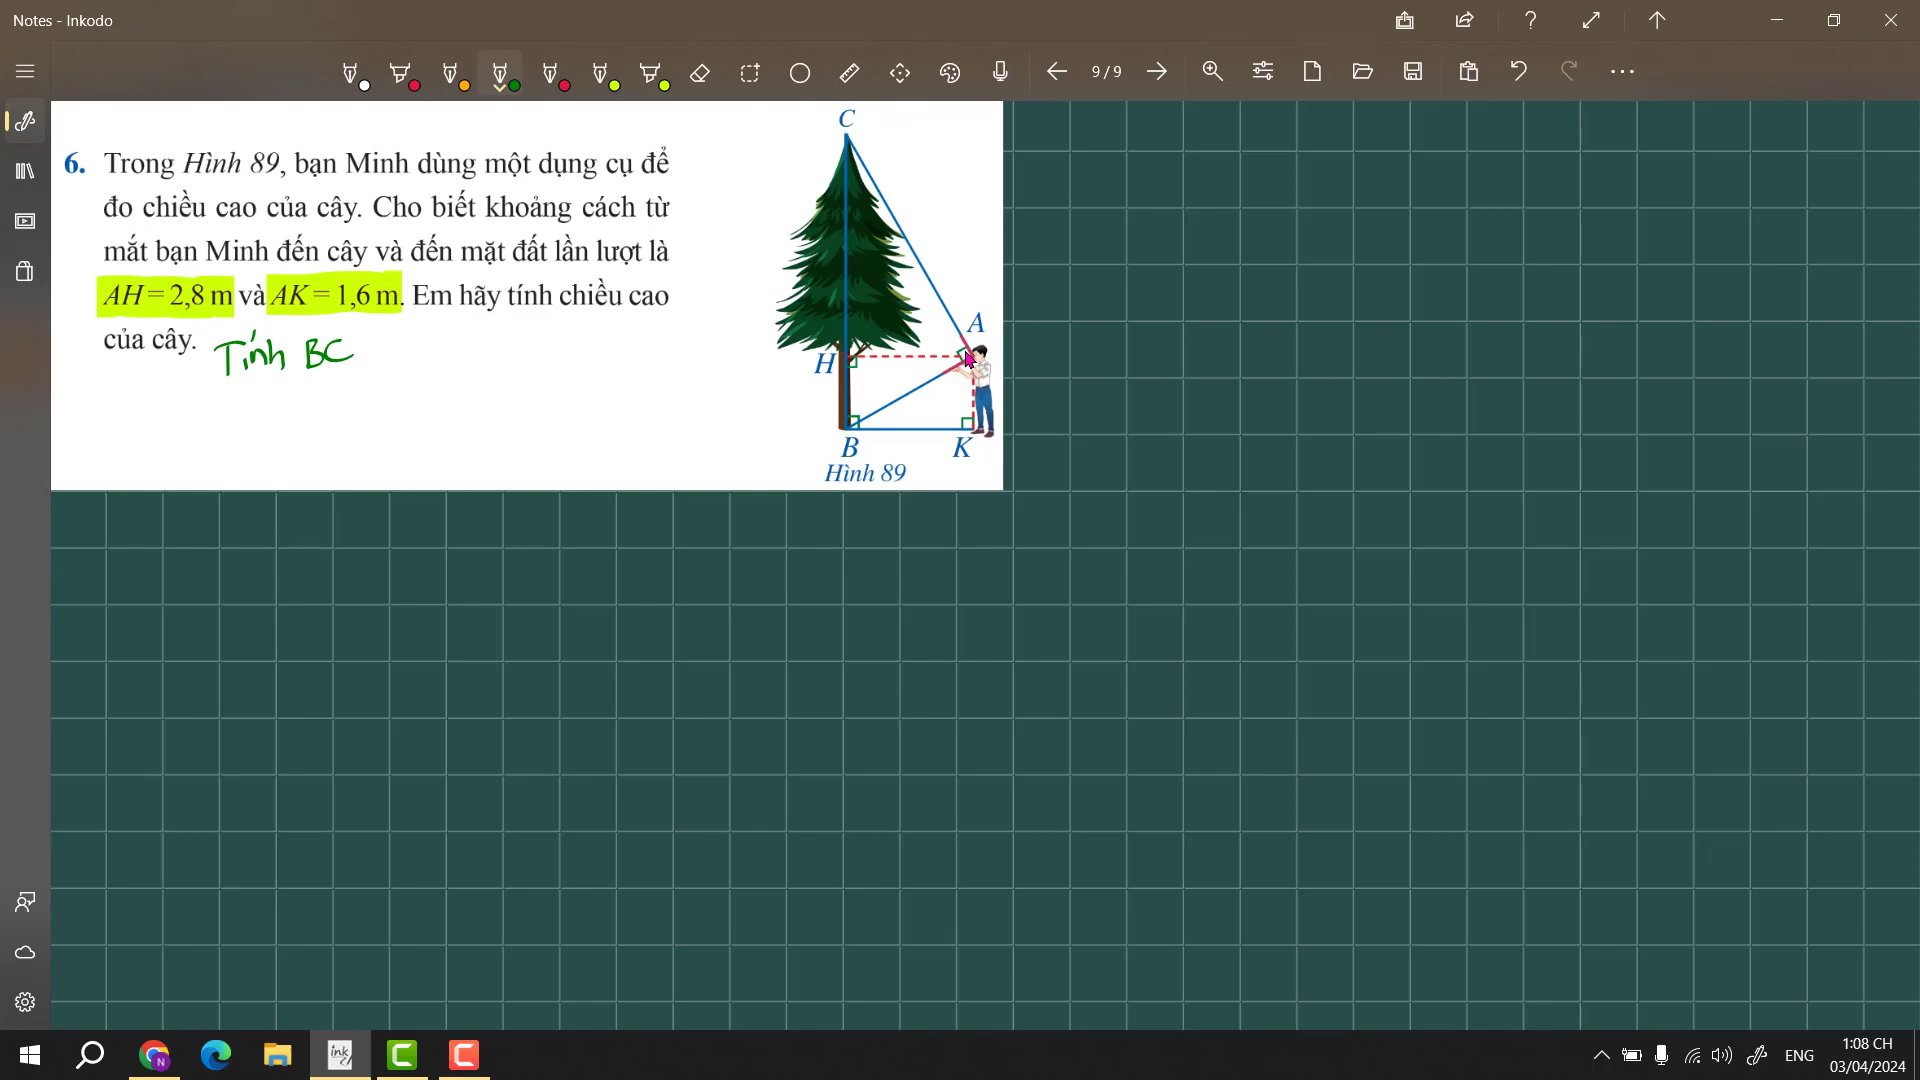 Notes - Inkodo
9 / 9
6. Trong Hình 89, bạn Minh dùng một dụng cụ để
đo chiều cao của cây. Cho biết khoảng cách từ
mắt bạn Minh đến cây và đến mặt đất lần lượt là
AH = 2,8 m và AK = 1,6 m. Em hãy tính chiều cao
của cây.
Tính BC
C
A
H
B
K
Hình 89
N
ink
C
C
ENG
1:08 CH
03/04/2024